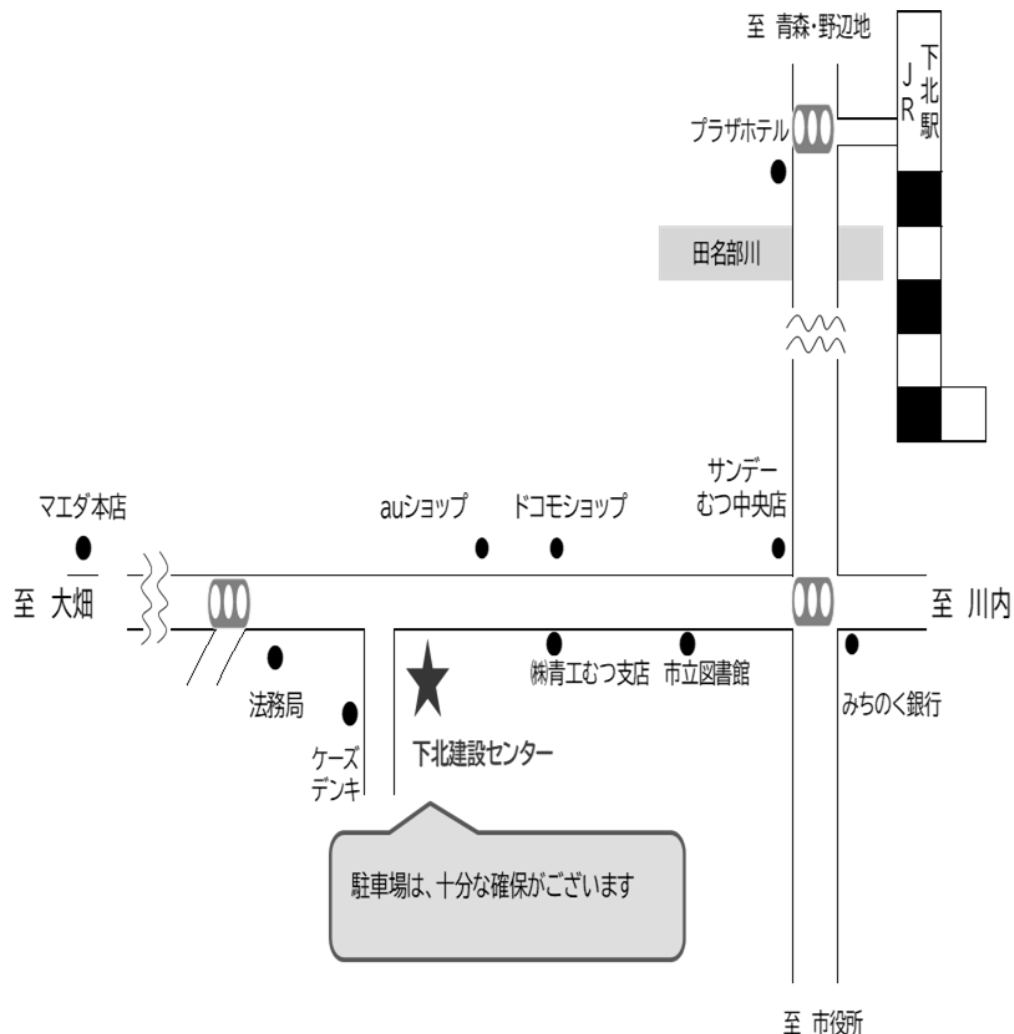 至 青森・野辺地
JR
下北駅
プラザホテル
田名部川
サンデー
むつ中央店
マエダ本店
auショップ
ドコモショップ
至 大畑
至 川内
㈱青工むつ支店
市立図書館
法務局
みちのく銀行
ケーズ
デンキ
下北建設センター
駐車場は、十分な確保がございます
至 市役所